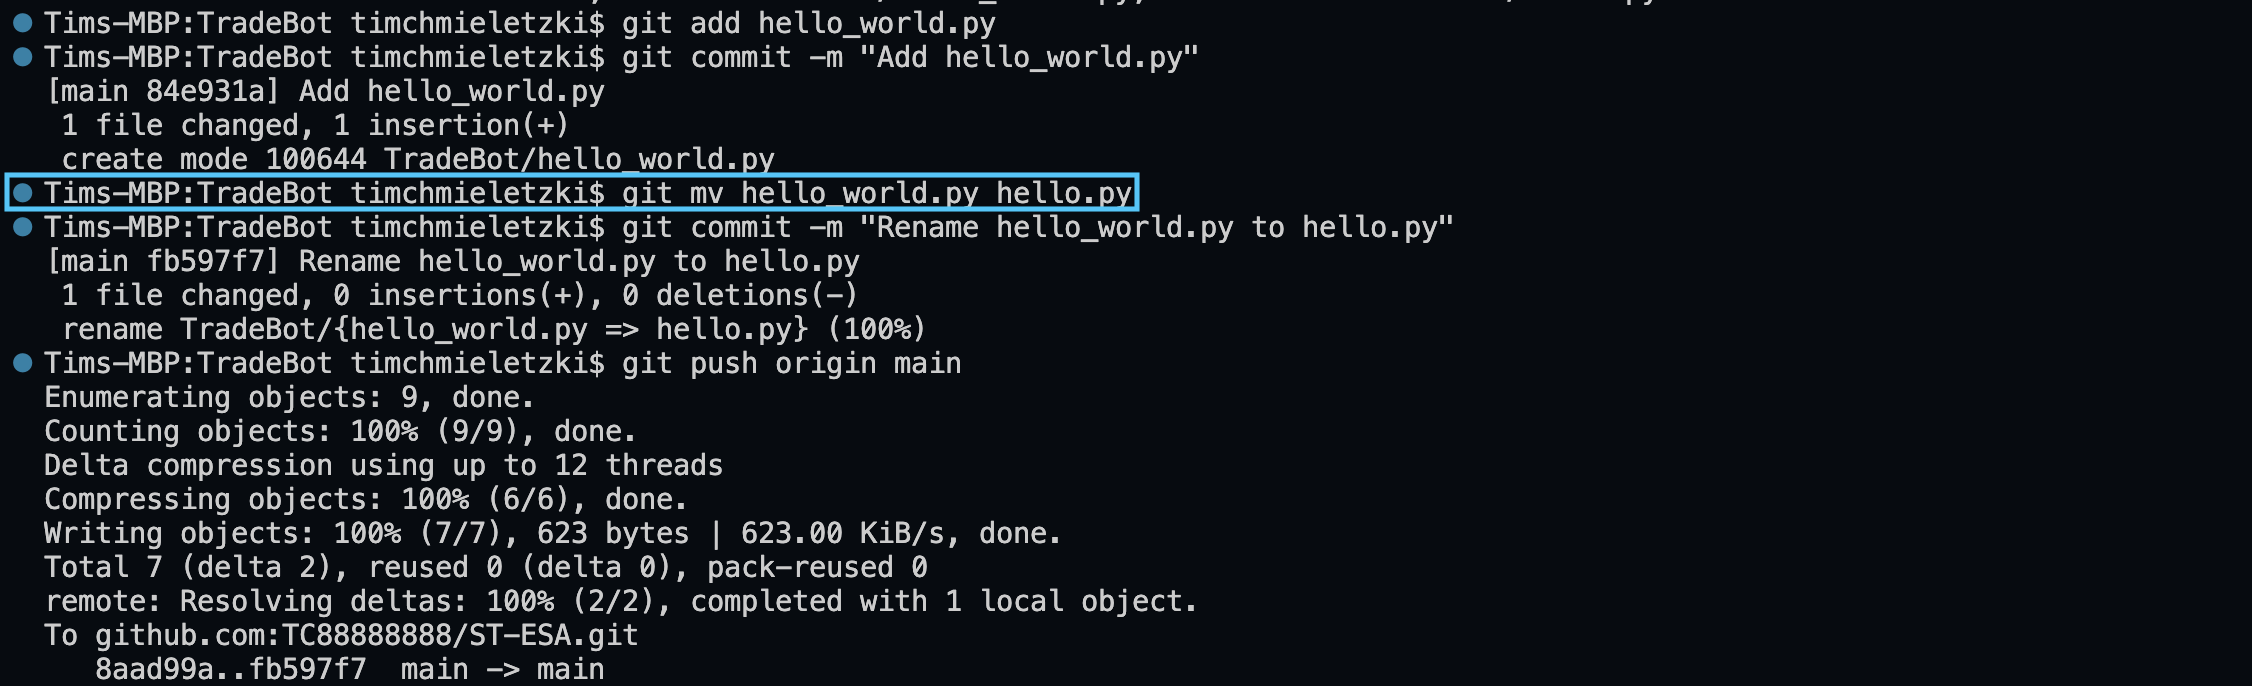 Tims-MBP:TradeBot timchmieletzki$ git add hello_world.py
Tims-MBP:TradeBot timchmieletzki$ git commit -m "Add hello_world.py"
[main 84e931a] Add hello_world.py
1 file changed, 1 insertion(+)
create mode 100644 TradeBot/hello_world.py
Tims-MBP:TradeBot timchmieletzki$ git mv hello_world.py hello.py
Tims-MBP:TradeBot timchmieletzki$ git commit -m "Rename hello_world.py to hello.py"
[main fb597f7] Rename hello_world.py to hello.py
1 file changed, 0 insertions(+), 0 deletions(-)
rename TradeBot/{hello_world.py => hello.py} (100%)
Tims-MBP:TradeBot timchmieletzki$ git push origin main
Enumerating objects: 9, done.
Counting objects: 100% (9/9), done.
Delta compression using up to 12 threads
Compressing objects: 100% (6/6), done.
Writing objects: 100% (7/7), 623 bytes | 623.00 KiB/s, done.
Total 7 (delta 2), reused 0 (delta 0), pack-reused 0
remote: Resolving deltas: 100% (2/2), completed with 1 local object.
To github.com:TC88888888/ST-ESA.git
8aad99a..fb597f7  main -> main